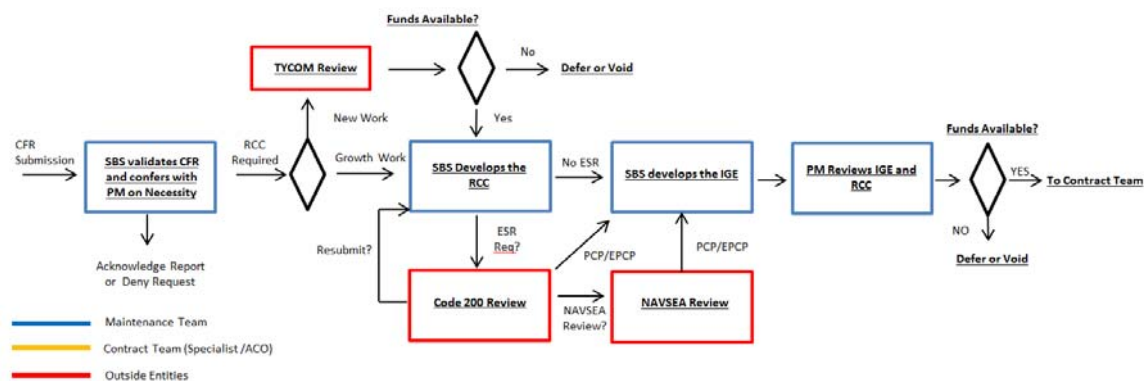 Funds Available?
TYCOM Review
No
Defer or Void
New Work
Yes
CFR
Submission
SBS validates CFR
and confers with
PM on Necessity
RCC
Required
Growth Work
SBS Develops the
RCC
No ESR
SBS develops the IGE
PM Reviews IGE and
RCC
Funds Available?
YES
To Contract Team
NO
Defer or Void
Acknowledge Report
or Deny Request
Resubmit?
ESR
Req?
PCP/EPCP
PCP/EPCP
Code 200 Review
NAVSEA
Review?
NAVSEA Review
Maintenance Team
Contract Team (Specialist /ACO)
Outside Entities